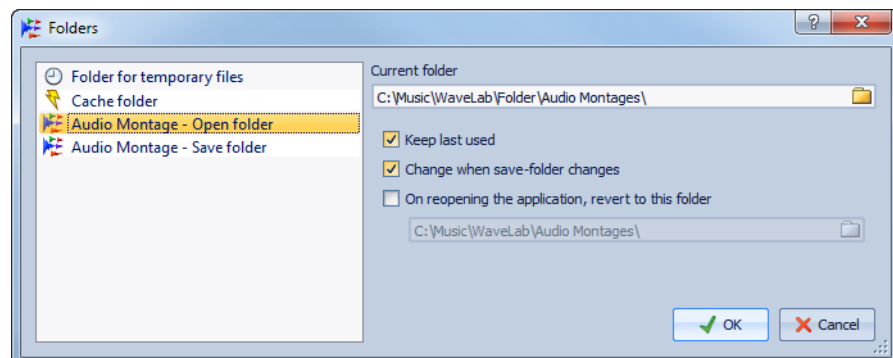 Folders
Folder for temporary files
Cache folder
Audio Montage - Open folder
Audio Montage - Save folder
Current folder
C:\Music\WaveLab\Folder\Audio Montages\
Keep last used
Change when save-folder changes
On reopening the application, revert to this folder
C:\Music\WaveLab\Audio Montages\
OK
Cancel